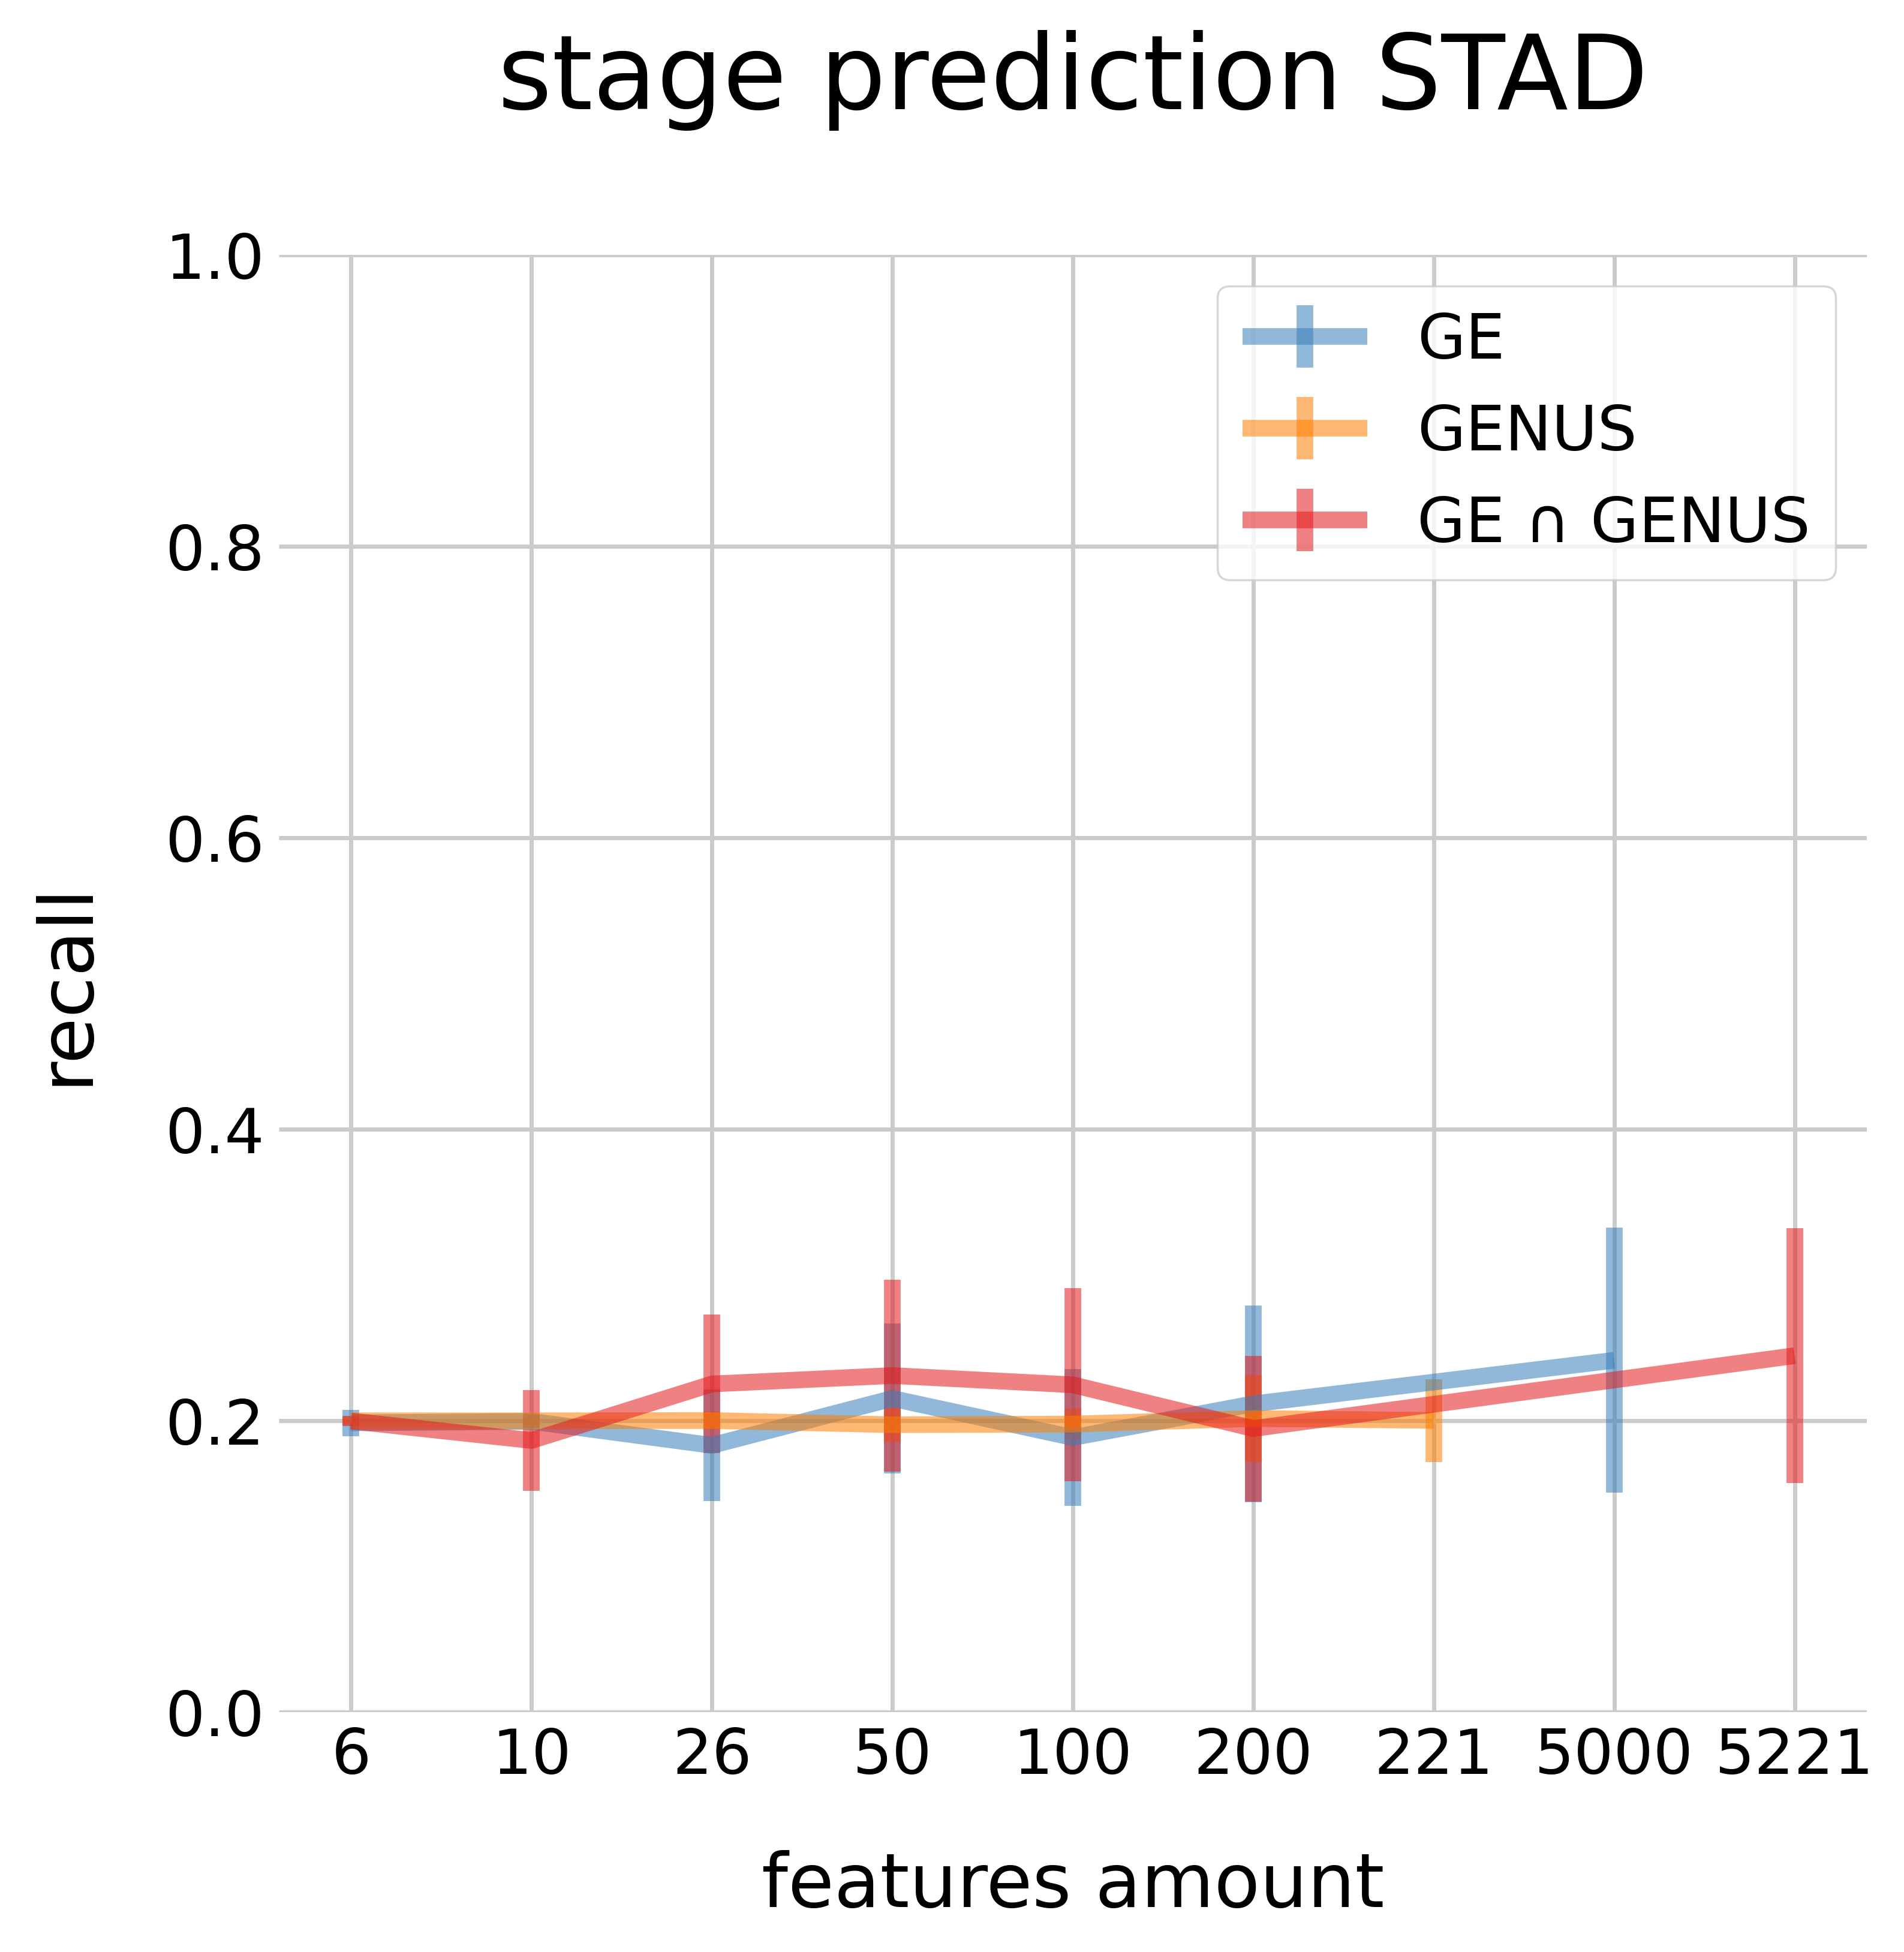 stage prediction STAD
1.0
0.8
0.6
0.4
0.2
0.0
recall
GE
GENUS
GE ∩ GENUS
6 10 26 50 100 200 221 5000 5221
features amount